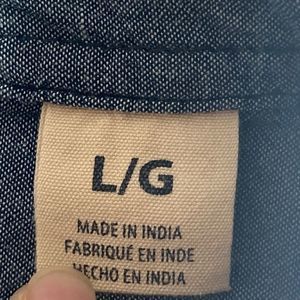 L/G
MADE IN INDIA
FABRIQUÉ EN INDE
HECHO EN INDIA